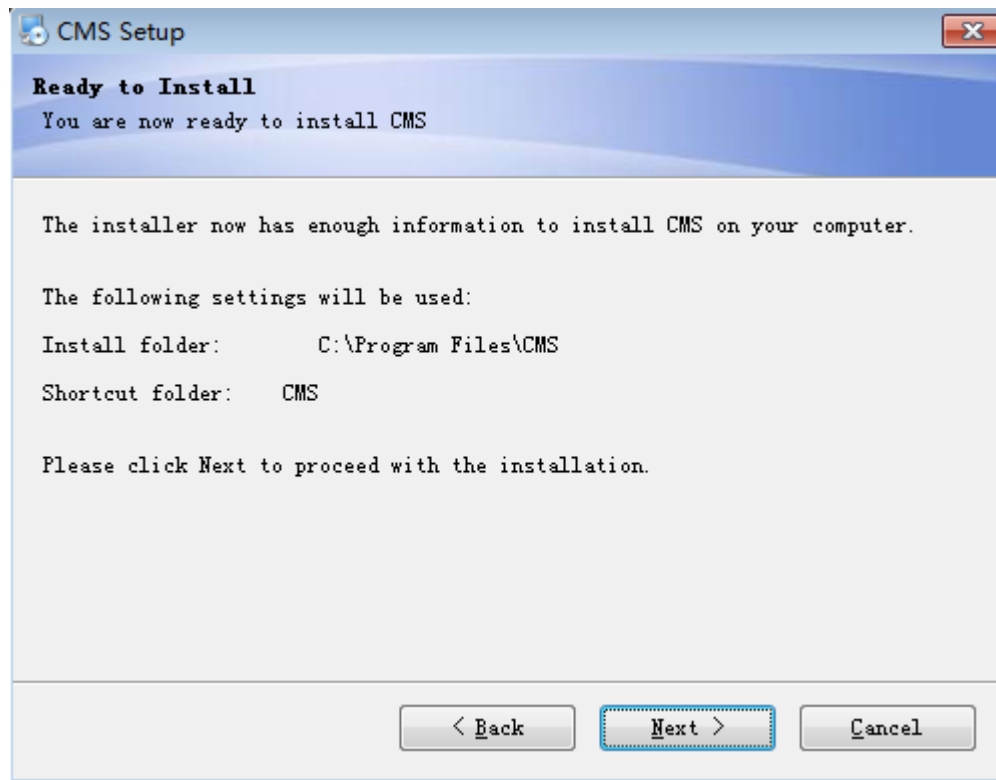 CMS Setup
Ready to Install
You are now ready to install CMS
The installer now has enough information to install CMS on your computer.
The following settings will be used:
Install folder: C:\Program Files\CMS
Shortcut folder: CMS
Please click Next to proceed with the installation.
< Back Next > Cancel